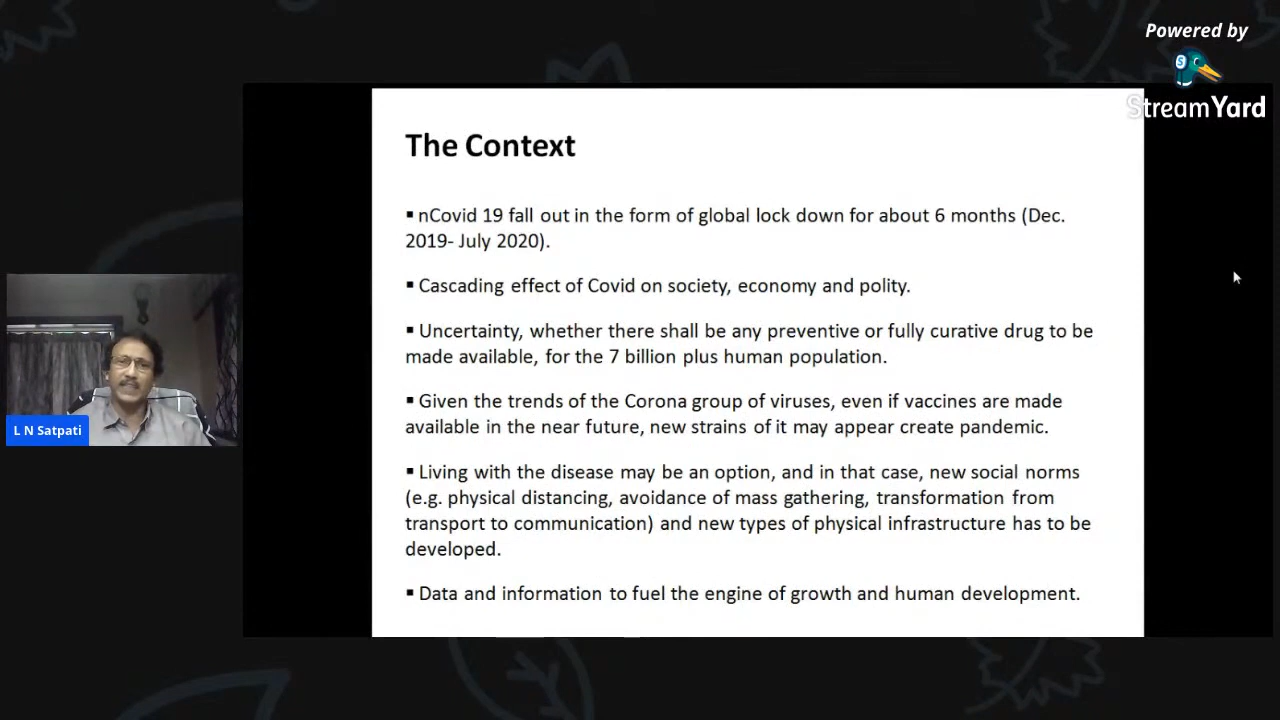 Powered by
StreamYard
The Context
▪ nCovid 19 fall out in the form of global lock down for about 6 months (Dec.
2019- July 2020).
▪ Cascading effect of Covid on society, economy and polity.
▪ Uncertainty, whether there shall be any preventive or fully curative drug to be
made available, for the 7 billion plus human population.
▪ Given the trends of the Corona group of viruses, even if vaccines are made
available in the near future, new strains of it may appear create pandemic.
▪ Living with the disease may be an option, and in that case, new social norms
(e.g. physical distancing, avoidance of mass gathering, transformation from
transport to communication) and new types of physical infrastructure has to be
developed.
▪ Data and information to fuel the engine of growth and human development.
L N Satpati